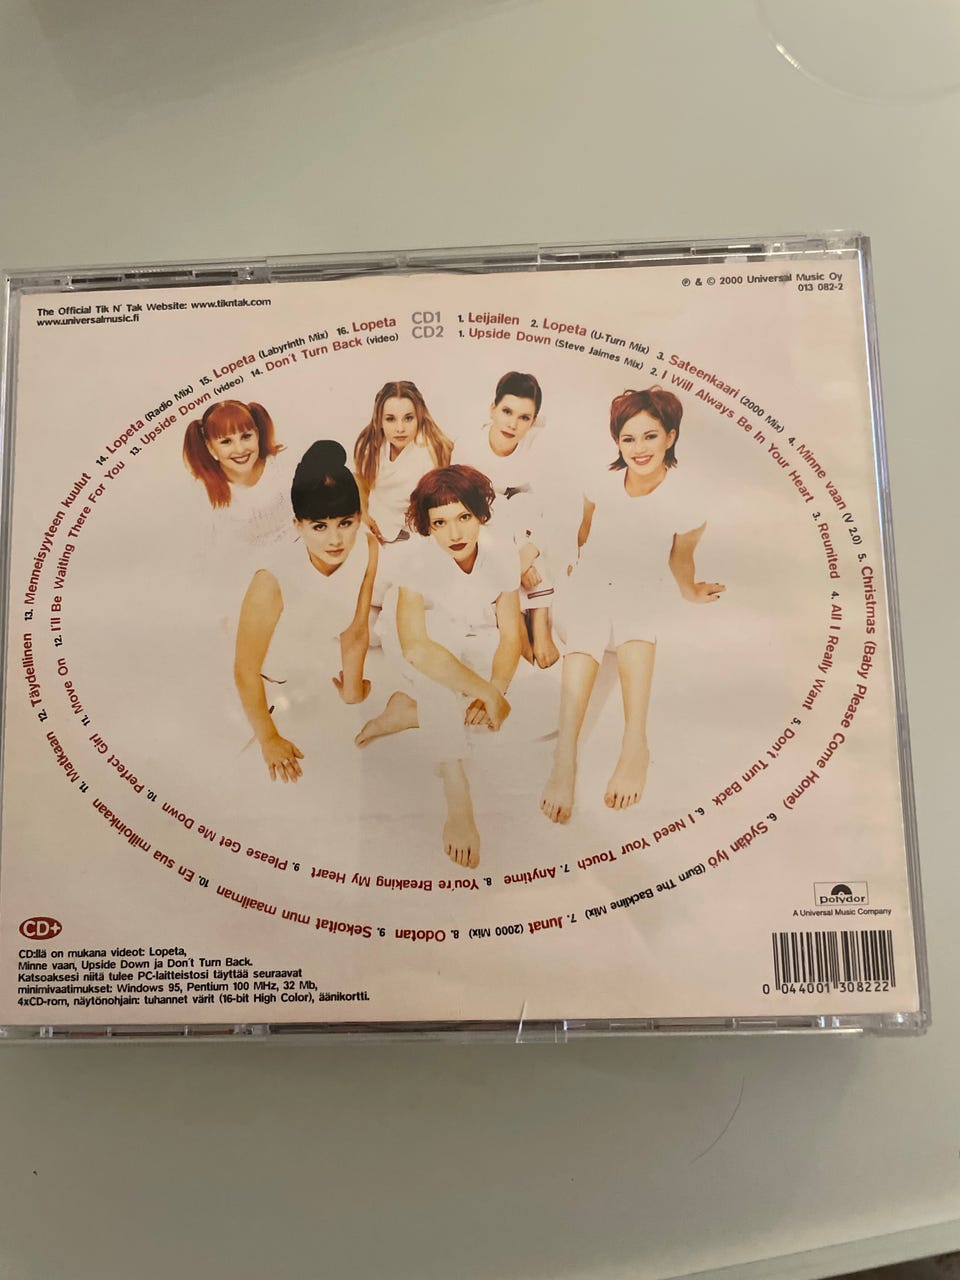 The Official Tik N´ Tak Website: www.tikntak.com
www.universalmusic.fi
℗ & © 2000 Universal Music Oy
013 082-2
CD1 1. Leijailen 2. Lopeta (U-Turn Mix) 3. Sateenkaari (2000 Mix) 4. Minne vaan (V 2.0) 5. Christmas (Baby Please Come Home) 6. Sydän lyö (Burn The Backline Mix) 7. Junat (2000 Mix) 8. Odotan 9. Sekoitat mun maailman 10. En sua milloinkaan 11. Matkaan 12. Täydellinen 13. Menneisyyteen kuulut 14. Lopeta (Radio Mix) 15. Lopeta (Labyrinth Mix) 16. Lopeta
CD2 1. Upside Down (Steve Jaimes Mix) 2. I Will Always Be In Your Heart 3. Reunited 4. All I Really Want 5. Don´t Turn Back 6. I Need Your Touch 7. Anytime 8. You´re Breaking My Heart 9. Please Get Me Down 10. Perfect Girl 11. Move On 12. I´ll Be Waiting There For You 13. Upside Down (video) 14. Don´t Turn Back (video)
CD+
CD:llä on mukana videot: Lopeta,
Minne vaan, Upside Down ja Don´t Turn Back.
Katsoaksesi niitä tulee PC-laitteistosi täyttää seuraavat
minimivaatimukset: Windows 95, Pentium 100 MHz, 32 Mb,
4xCD-rom, näytönohjain: tuhannet värit (16-bit High Color), äänikortti.
polydor
A Universal Music Company
0 044001 308222